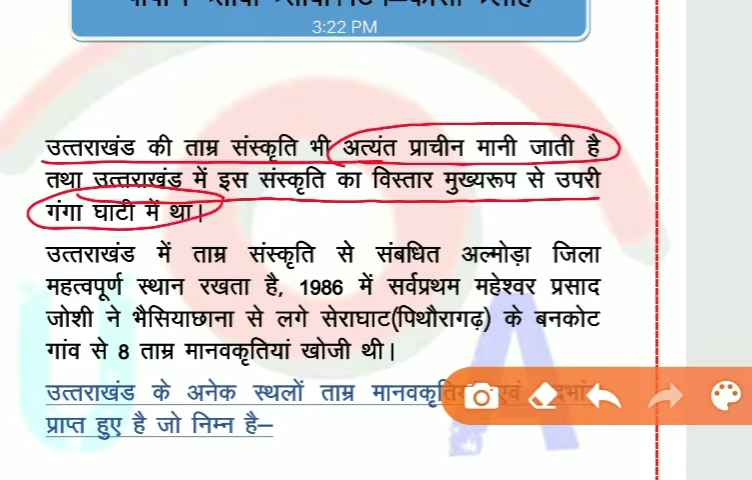 3:22 PM
उत्तराखंड की ताम्र संस्कृति भी अत्यंत प्राचीन मानी जाती है
तथा उत्तराखंड में इस संस्कृति का विस्तार मुख्यरूप से उपरी
गंगा घाटी में था।
उत्तराखंड में ताम्र संस्कृति से संबधित अल्मोड़ा जिला
महत्वपूर्ण स्थान रखता है, 1986 में सर्वप्रथम महेश्वर प्रसाद
जोशी ने भैसियाछाना से लगे सेराघाट(पिथौरागढ़) के बनकोट
गांव से 8 ताम्र मानवकृतियां खोजी थी।
उत्तराखंड के अनेक स्थलों ताम्र एवं
प्राप्त हुए है जो निम्न है–